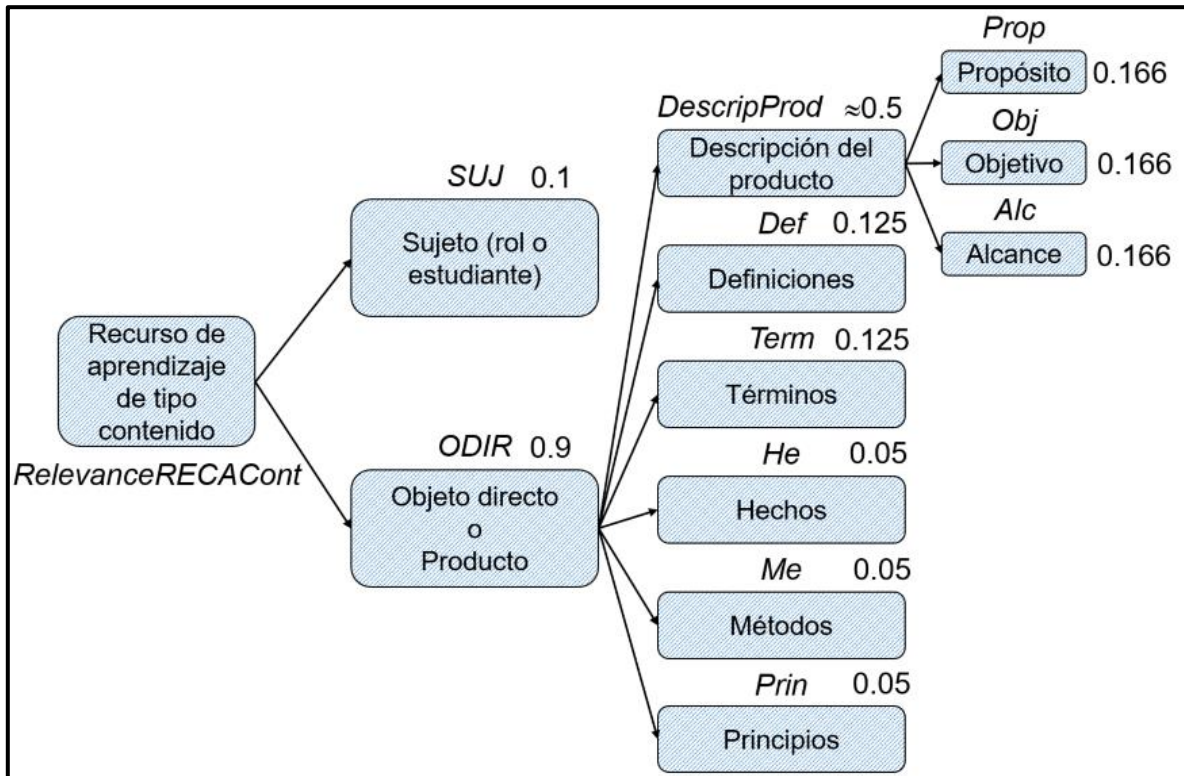 Recurso de
aprendizaje
de tipo
contenido
RelevanceRECACont
SUJ 0.1
Sujeto (rol o
estudiante)
ODIR 0.9
Objeto directo
o
Producto
DescripProd ≈0.5
Descripción del
producto
Def 0.125
Definiciones
Term 0.125
Términos
He 0.05
Hechos
Me 0.05
Métodos
Prin 0.05
Principios
Prop
Propósito 0.166
Obj
Objetivo 0.166
Alc
Alcance 0.166